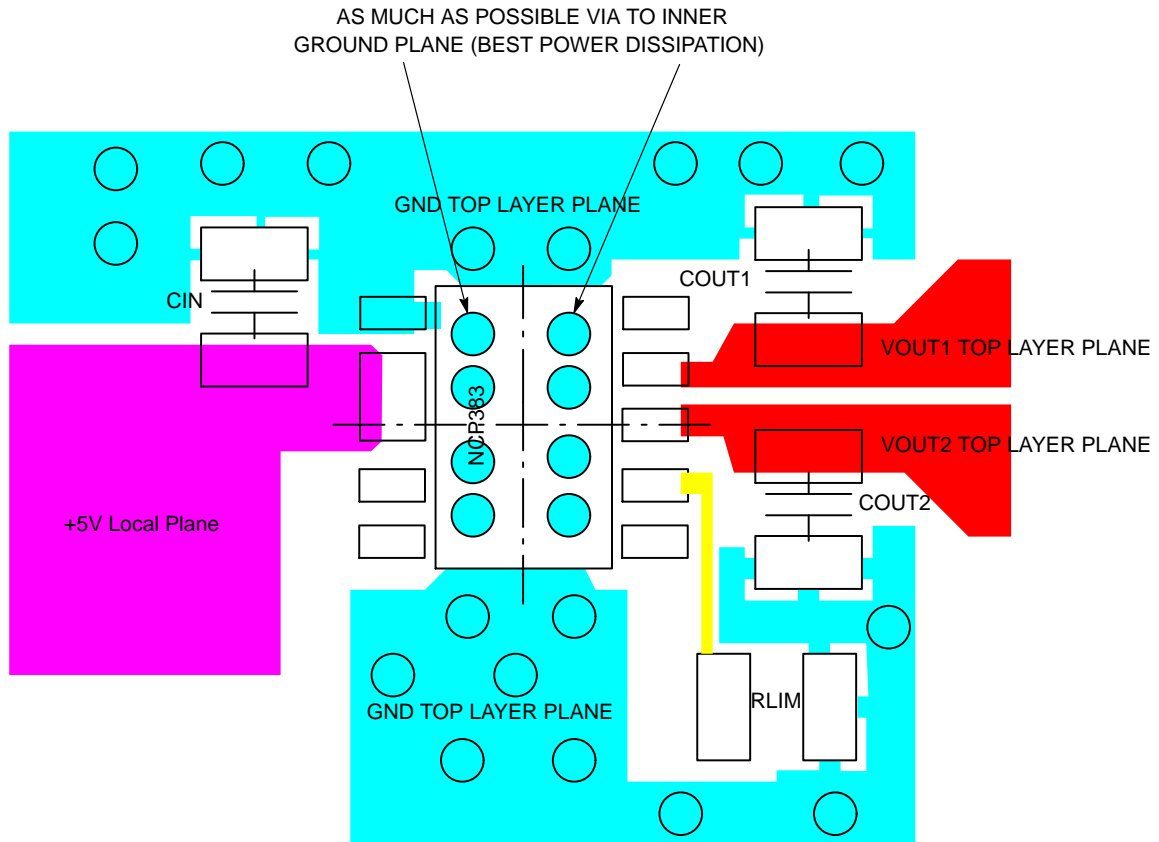 AS MUCH AS POSSIBLE VIA TO INNER
GROUND PLANE (BEST POWER DISSIPATION)
GND TOP LAYER PLANE
CIN
COUT1
VOUT1 TOP LAYER PLANE
NCP383
VOUT2 TOP LAYER PLANE
COUT2
+5V Local Plane
RLIM
GND TOP LAYER PLANE